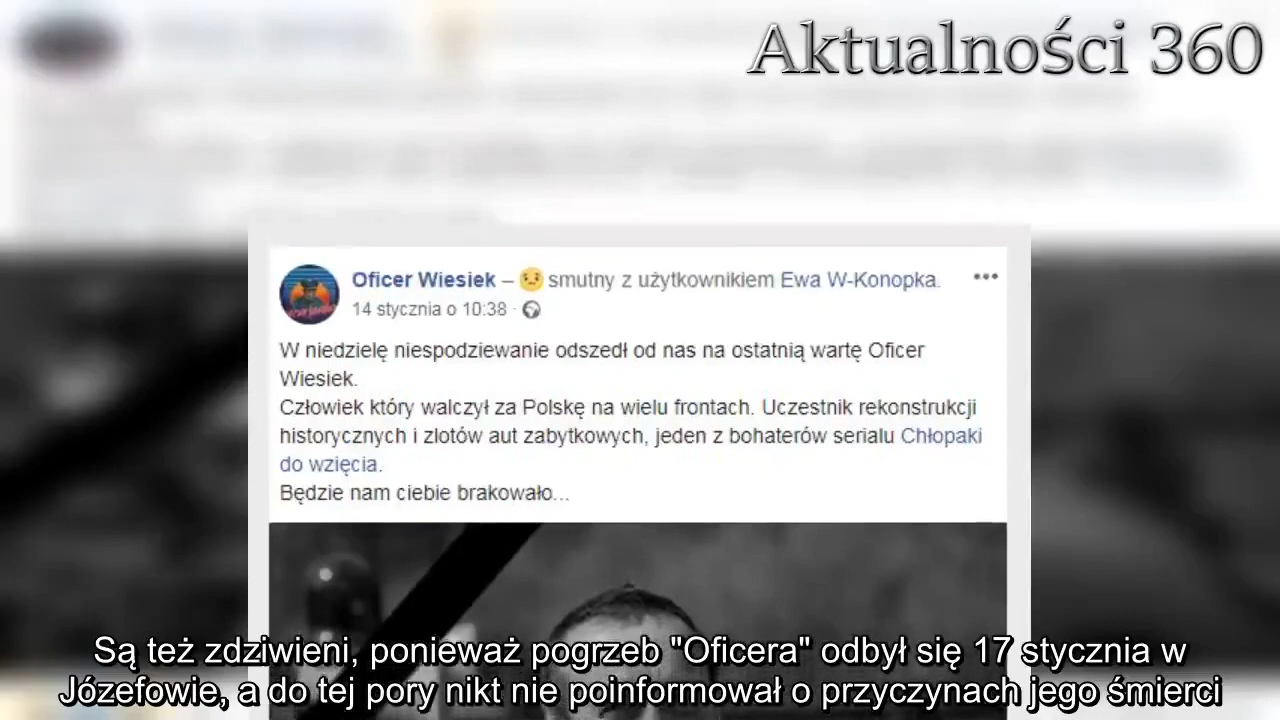 Aktualności 360
Oficer Wiesiek – 😟 smutny z użytkownikiem Ewa W-Konopka.
14 stycznia o 10:38 ·
W niedzielę niespodziewanie odszedł od nas na ostatnią wartę Oficer
Wiesiek.
Człowiek który walczył za Polskę na wielu frontach. Uczestnik rekonstrukcji
historycznych i zlotów aut zabytkowych, jeden z bohaterów serialu Chłopaki
do wzięcia.
Będzie nam ciebie brakowało...
Są też zdziwieni, ponieważ pogrzeb "Oficera" odbył się 17 stycznia w
Józefowie, a do tej pory nikt nie poinformował o przyczynach jego śmierci